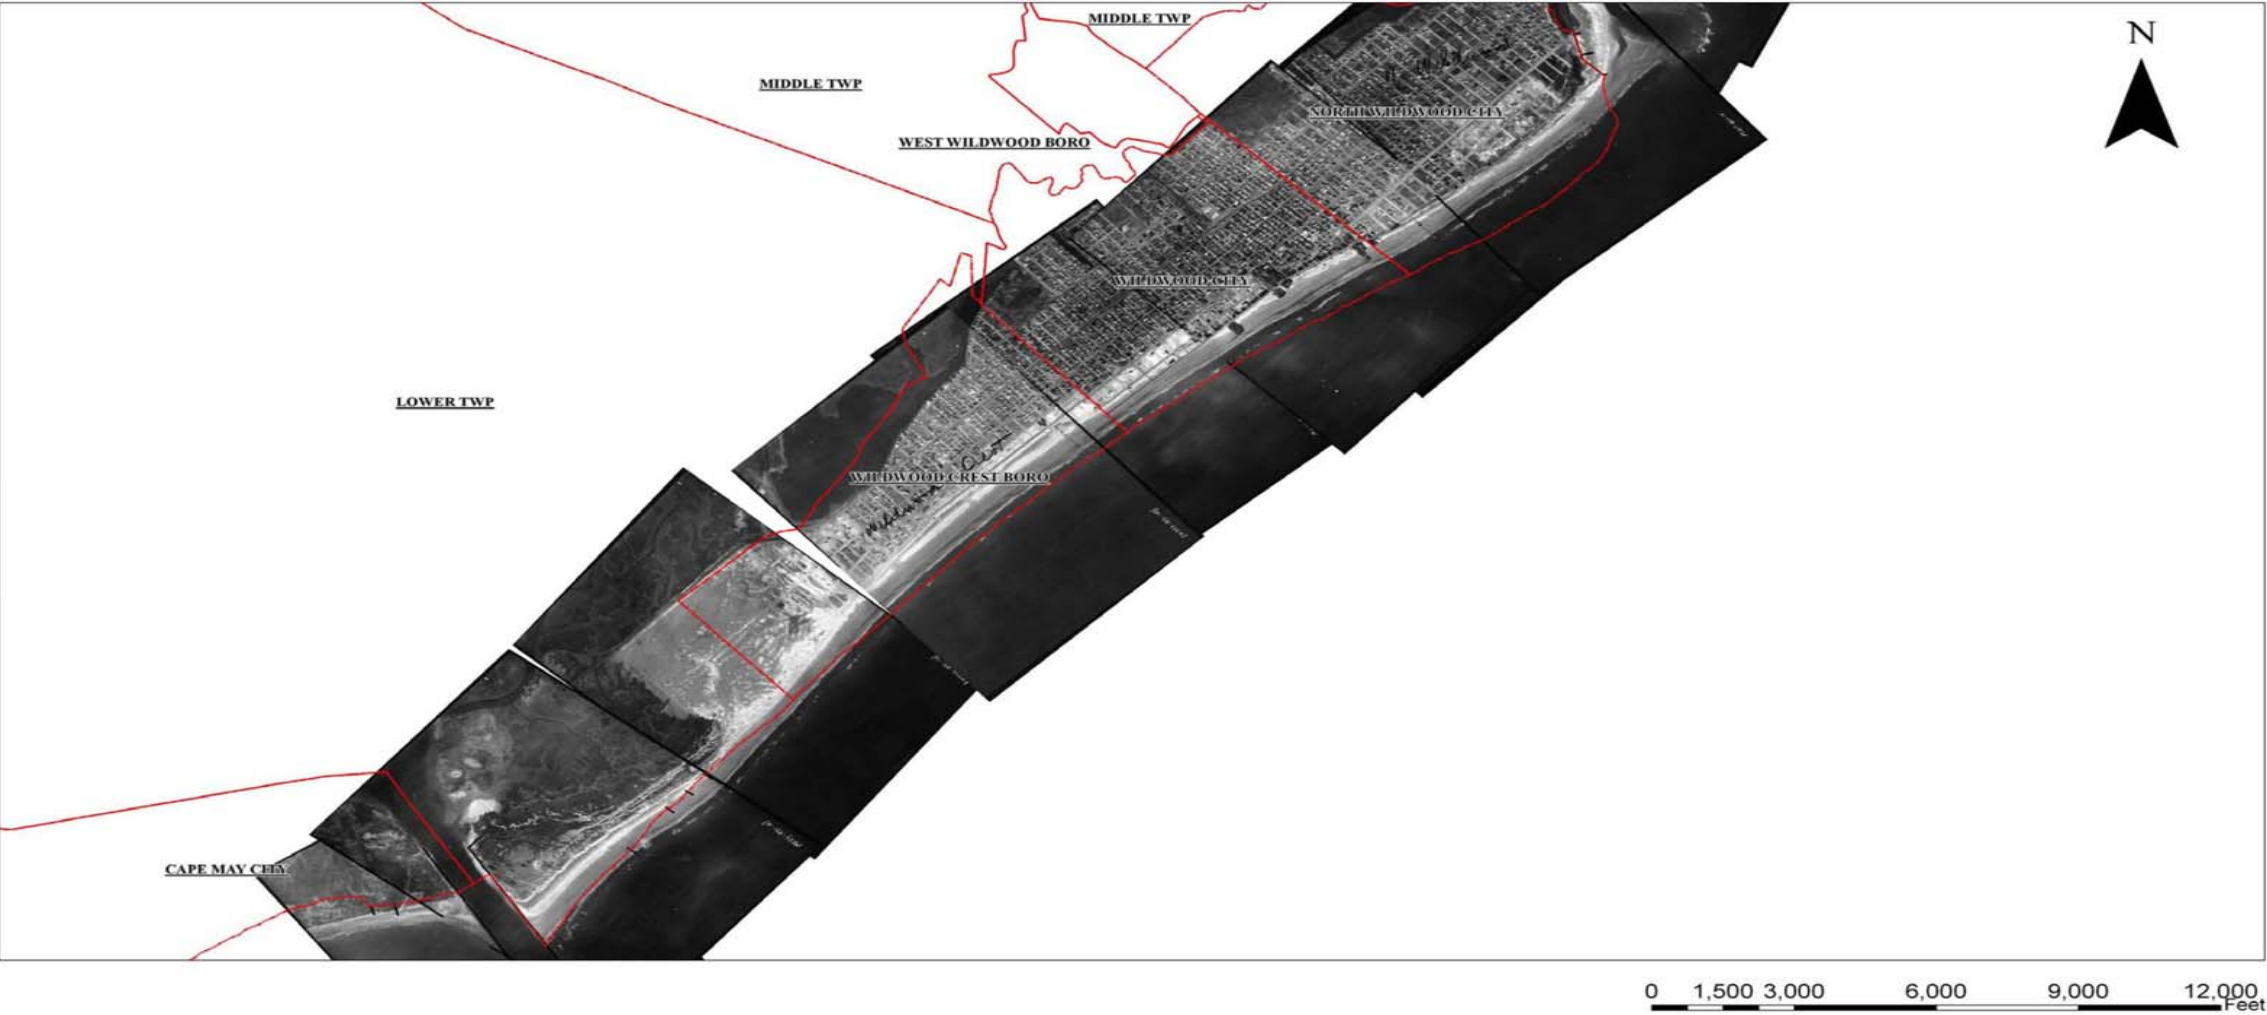 MIDDLE TWP
N
MIDDLE TWP
NORTH WILDWOOD CITY
WEST WILDWOOD BORO
WILDWOOD CITY
LOWER TWP
Crest
WILDWOOD CREST BORO
CAPE MAY CITY
0 1,500 3,000 6,000 9,000 12,000
Feet